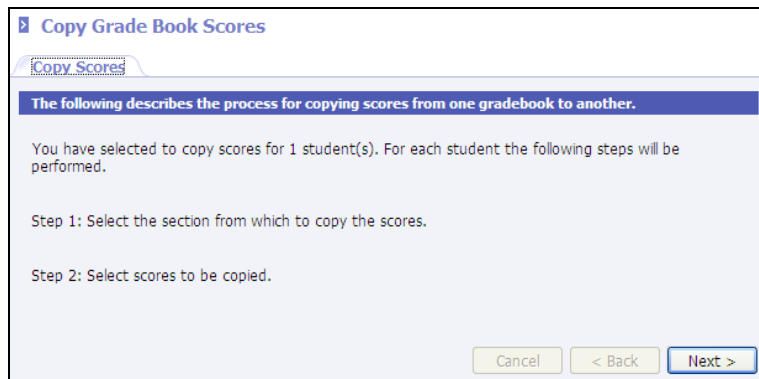 Copy Grade Book Scores
Copy Scores
The following describes the process for copying scores from one gradebook to another.
You have selected to copy scores for 1 student(s). For each student the following steps will be
performed.
Step 1: Select the section from which to copy the scores.
Step 2: Select scores to be copied.
Cancel < Back Next >